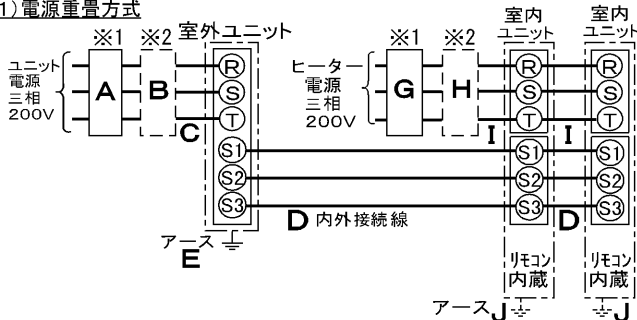 1)電源重畳方式
※1
※2
室外ユニット
ユニット
電源
三相
200V
A
B
C
R
S
T
S1
S2
S3
アース
E
※1
※2
ヒーター
電源
三相
200V
G
H
I
I
室内
ユニット
R
S
T
S1
S2
S3
室内
ユニット
R
S
T
S1
S2
S3
D 内外接続線
D
リモコン
内蔵
リモコン
内蔵
アース J
J